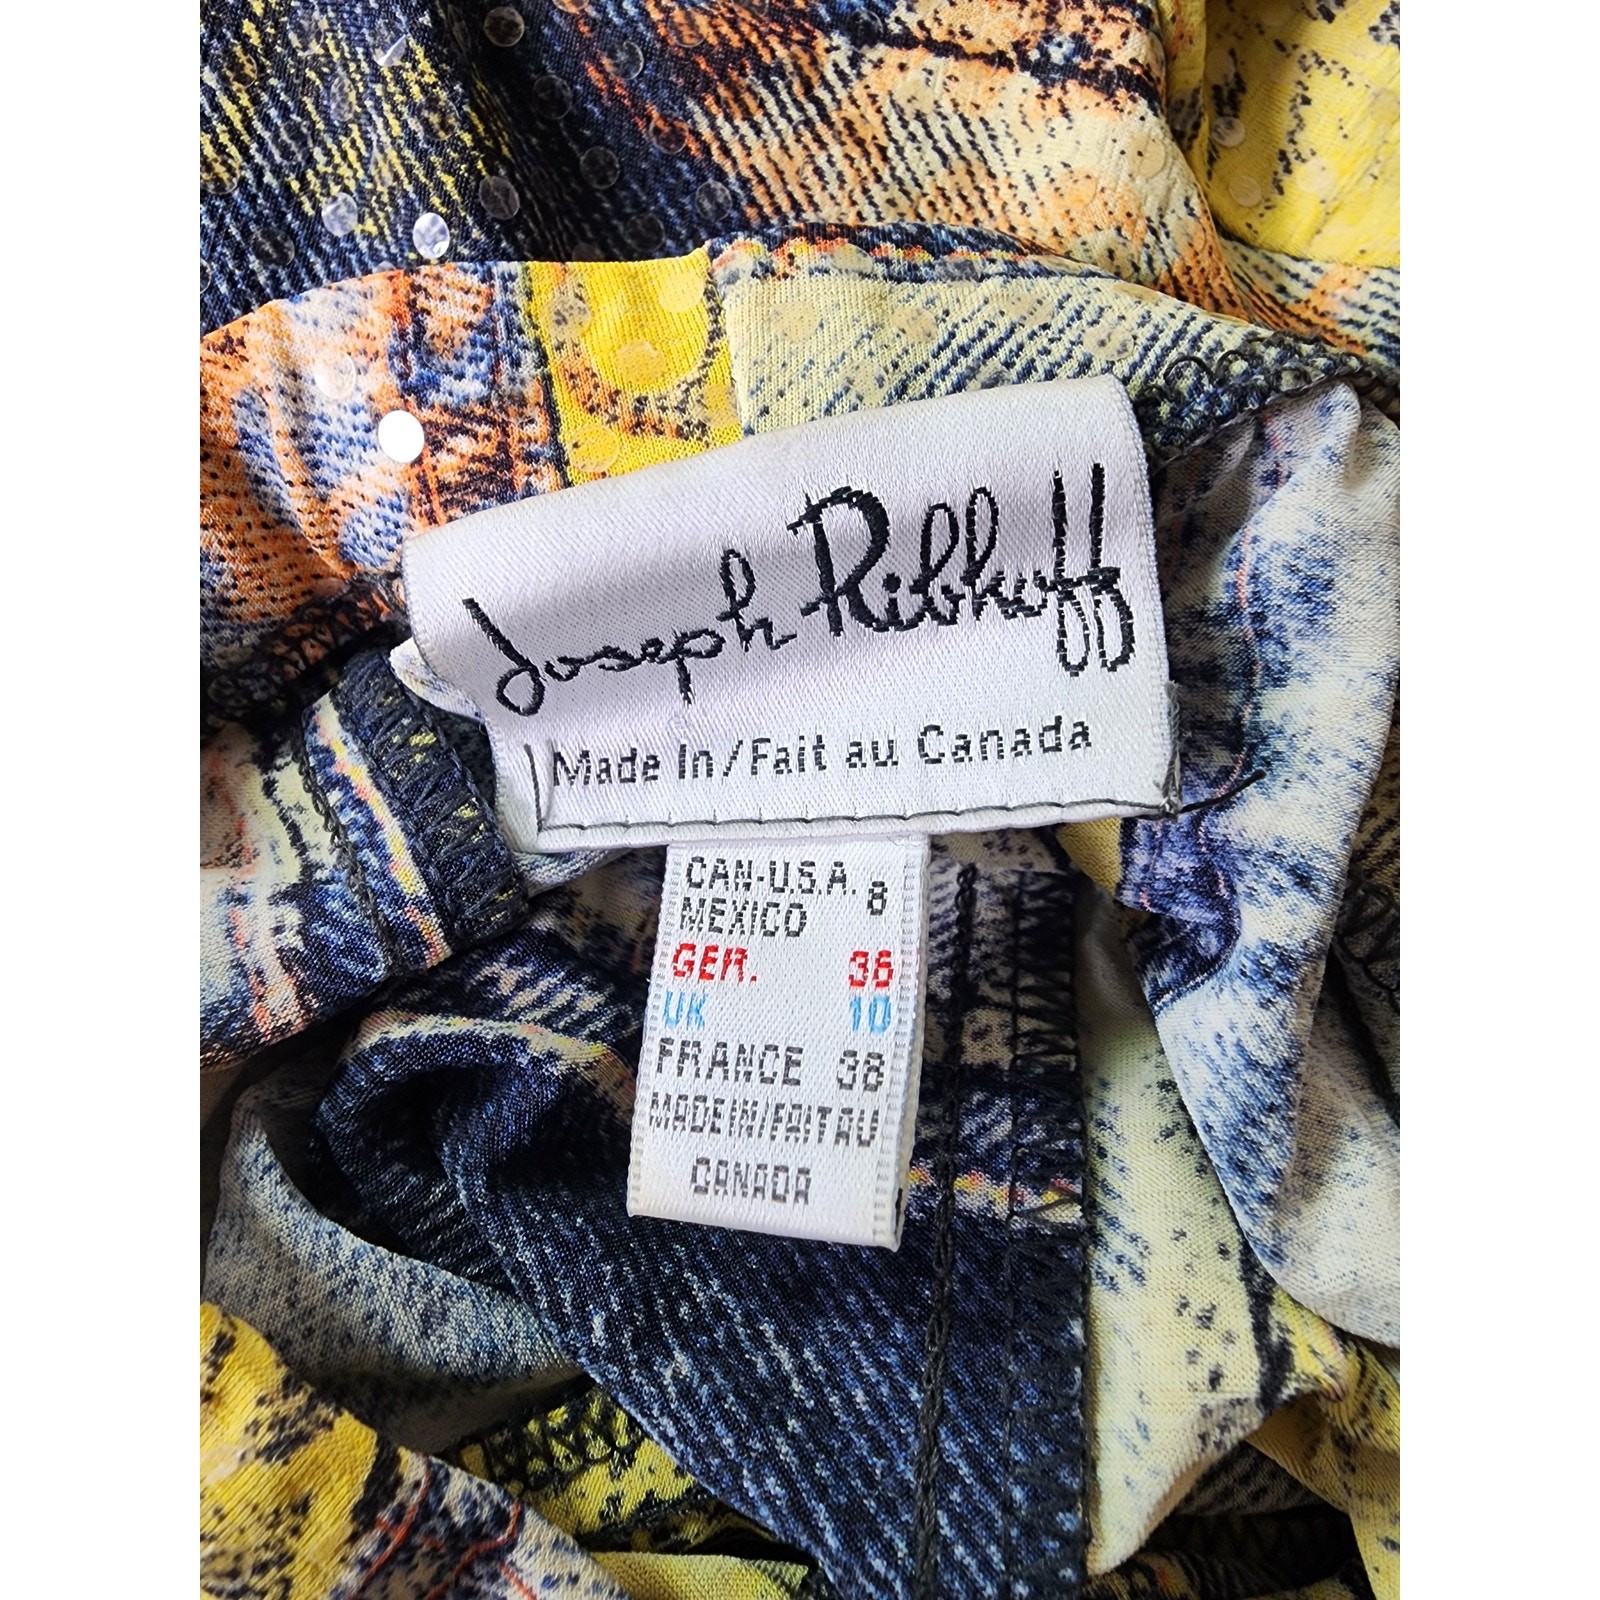 Joseph Ribkoff
Made In/Fait au Canada
CAN-U.S.A. 8
MEXICO
GER. 36
UK 10
FRANCE 38
MADE IN/FAIT AU
CANADA